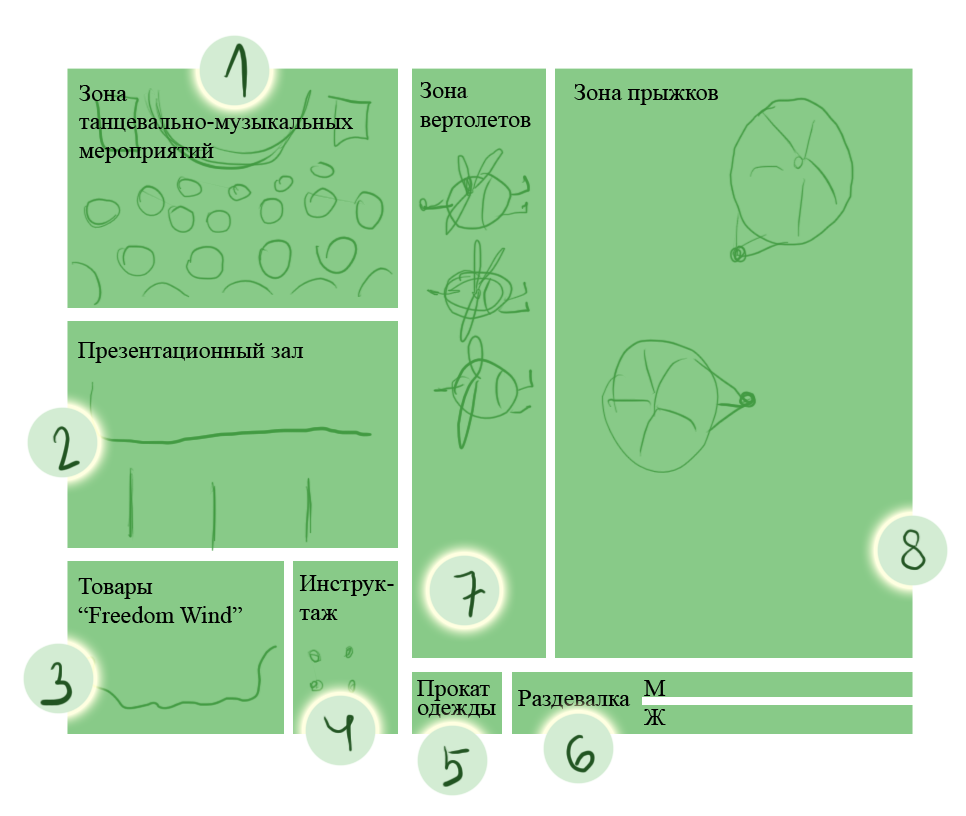 1
Зона
танцевально-музыкальных
мероприятий
Зона
вертолетов
Зона прыжков
Презентационный зал
2
Товары
“Freedom Wind”
3
Инструк-
таж
4
7
8
Прокат
одежды
5
Раздевалка
М
Ж
6